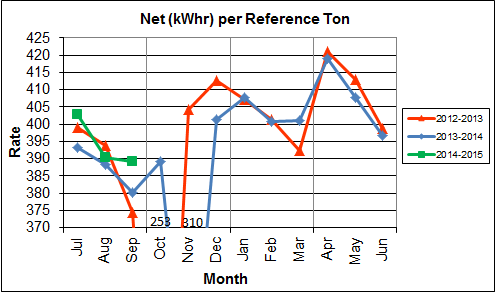 Net (kWhr) per Reference Ton
425
420
415
410
405
400
395
390
385
380
375
370
Rate
253
310
Jul
Aug
Sep
Oct
Nov
Dec
Jan
Feb
Mar
Apr
May
Jun
Month
2012-2013
2013-2014
2014-2015